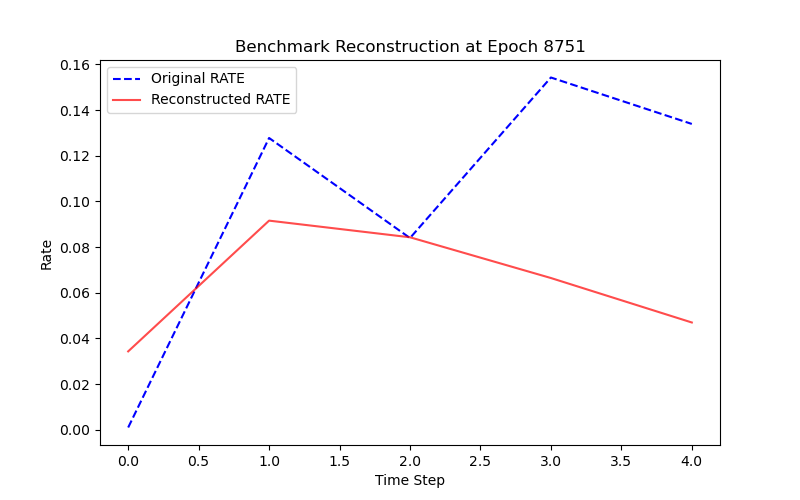 Benchmark Reconstruction at Epoch 8751
Original RATE
Reconstructed RATE
0.16
0.14
0.12
0.10
0.08
0.06
0.04
0.02
0.00
Rate
0.0 0.5 1.0 1.5 2.0 2.5 3.0 3.5 4.0
Time Step